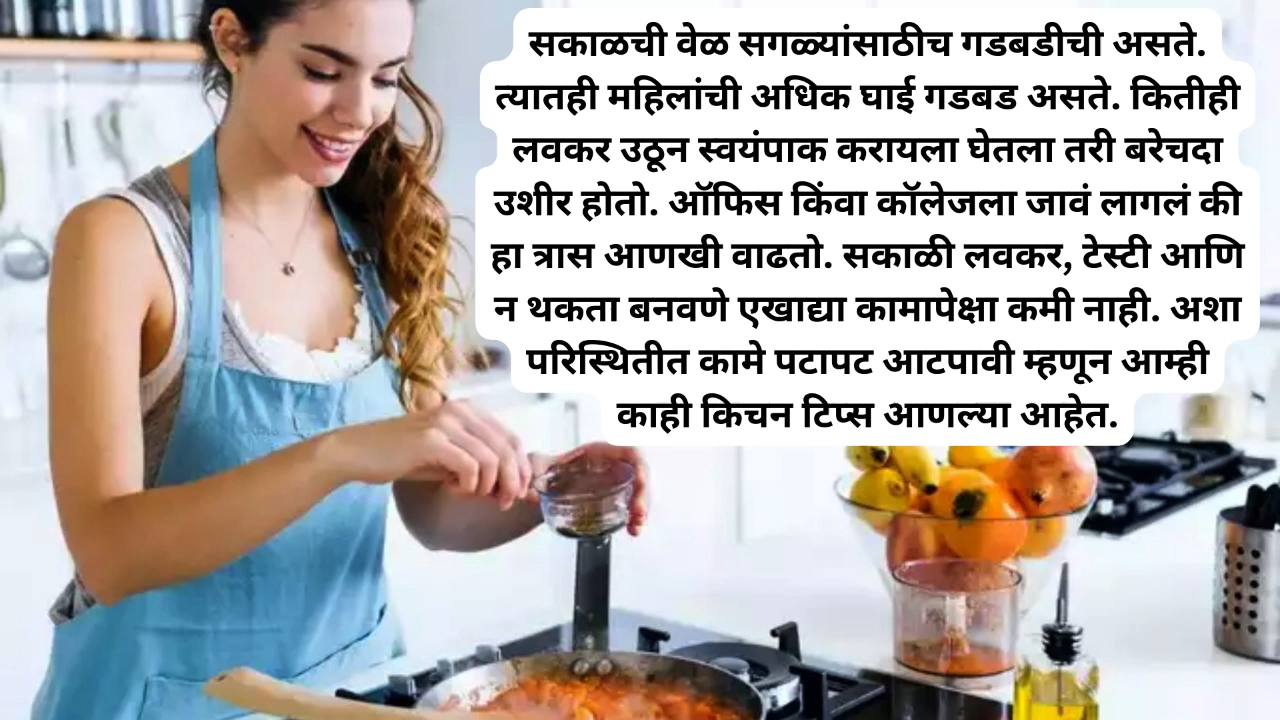 सकाळची वेळ सगळ्यांसाठीच गडबडीची असते.
त्यातही महिलांची अधिक घाई गडबड असते. कितीही
लवकर उठून स्वयंपाक करायला घेतला तरी बरेचदा
उशीर होतो. ऑफिस किंवा कॉलेजला जावं लागलं की
हा त्रास आणखी वाढतो. सकाळी लवकर, टेस्टी आणि
न थकता बनवणे एखाद्या कामापेक्षा कमी नाही. अशा
परिस्थितीत कामे पटापट आटपावी म्हणून आम्ही
काही किचन टिप्स आणल्या आहेत.